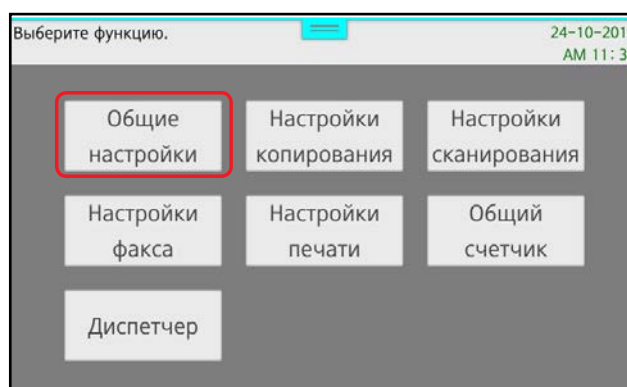 Выберите функцию.
24-10-201
AM 11:3
Общие
настройки
Настройки
копирования
Настройки
сканирования
Настройки
факса
Настройки
печати
Общий
счетчик
Диспетчер